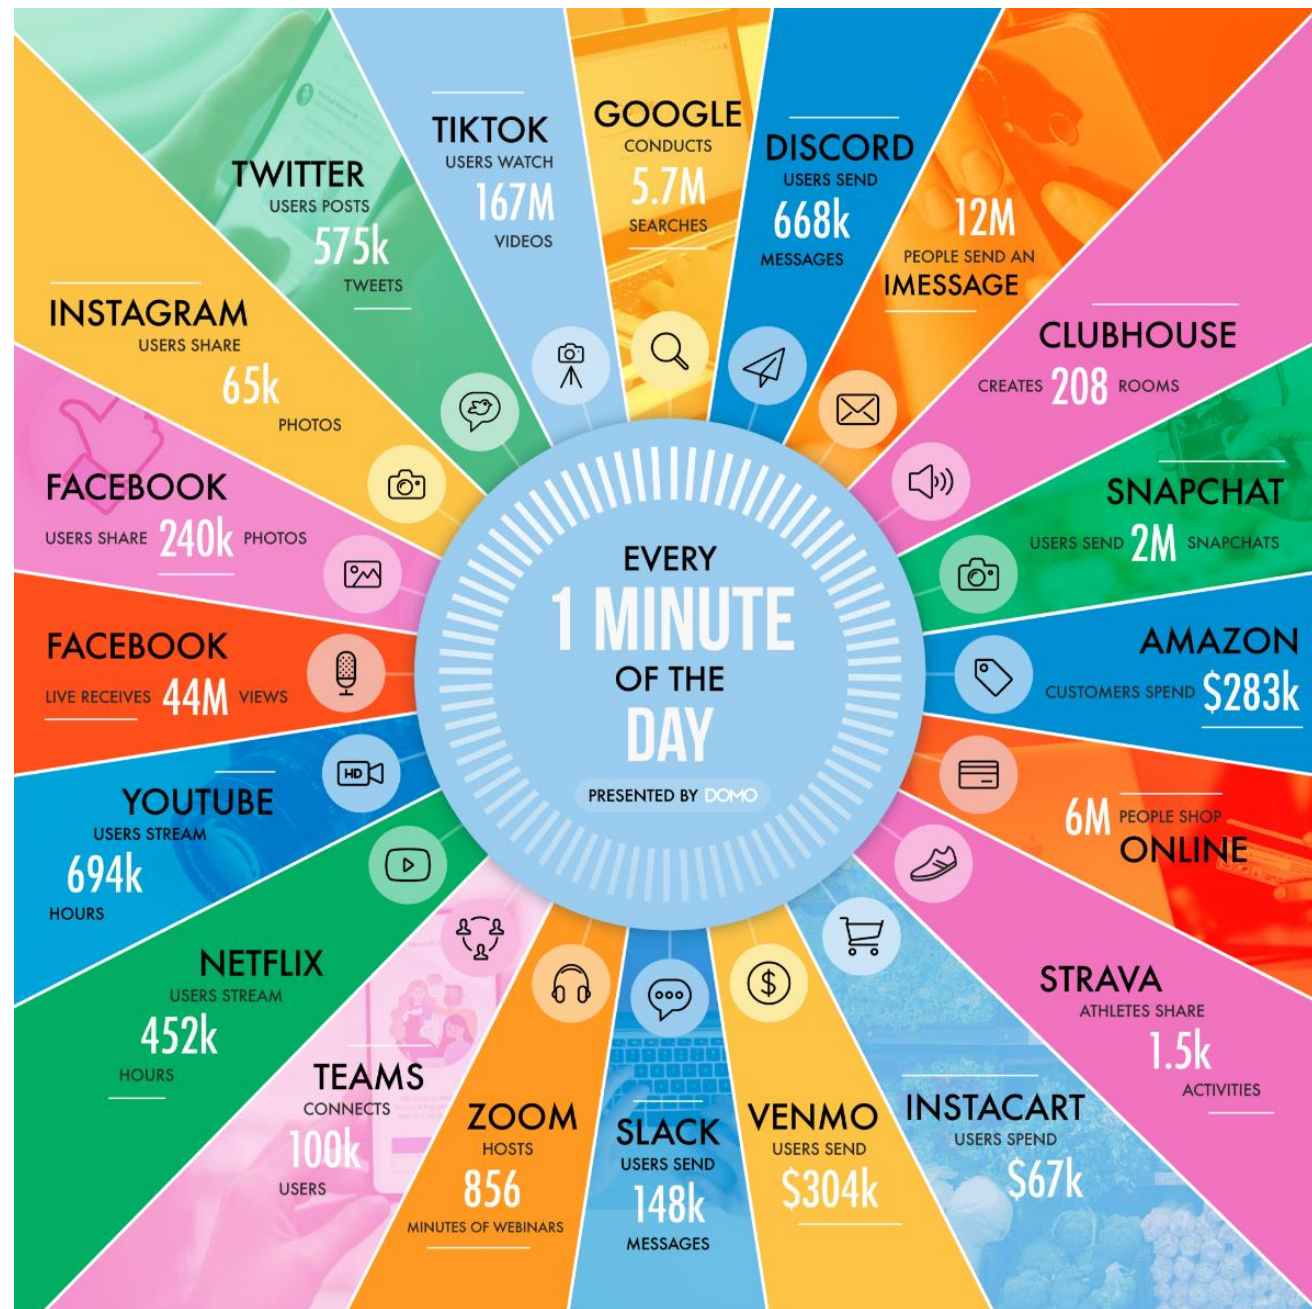 EVERY
1 MINUTE
OF THE
DAY
PRESENTED BY DOMO
GOOGLE
CONDUCTS
5.7M
SEARCHES
DISCORD
USERS SEND
668k
MESSAGES
12M
PEOPLE SEND AN
IMESSAGE
CLUBHOUSE
CREATES 208 ROOMS
SNAPCHAT
USERS SEND 2M SNAPCHATS
AMAZON
CUSTOMERS SPEND $283k
6M PEOPLE SHOP
ONLINE
STRAVA
ATHLETES SHARE
1.5k
ACTIVITIES
INSTACART
USERS SPEND
$67k
VENMO
USERS SEND
$304k
SLACK
USERS SEND
148k
MESSAGES
ZOOM
HOSTS
856
MINUTES OF WEBINARS
TEAMS
CONNECTS
100k
USERS
NETFLIX
USERS STREAM
452k
HOURS
YOUTUBE
USERS STREAM
694k
HOURS
HD
FACEBOOK
LIVE RECEIVES 44M VIEWS
FACEBOOK
USERS SHARE 240k PHOTOS
INSTAGRAM
USERS SHARE
65k
PHOTOS
TWITTER
USERS POSTS
575k
TWEETS
TIKTOK
USERS WATCH
167M
VIDEOS